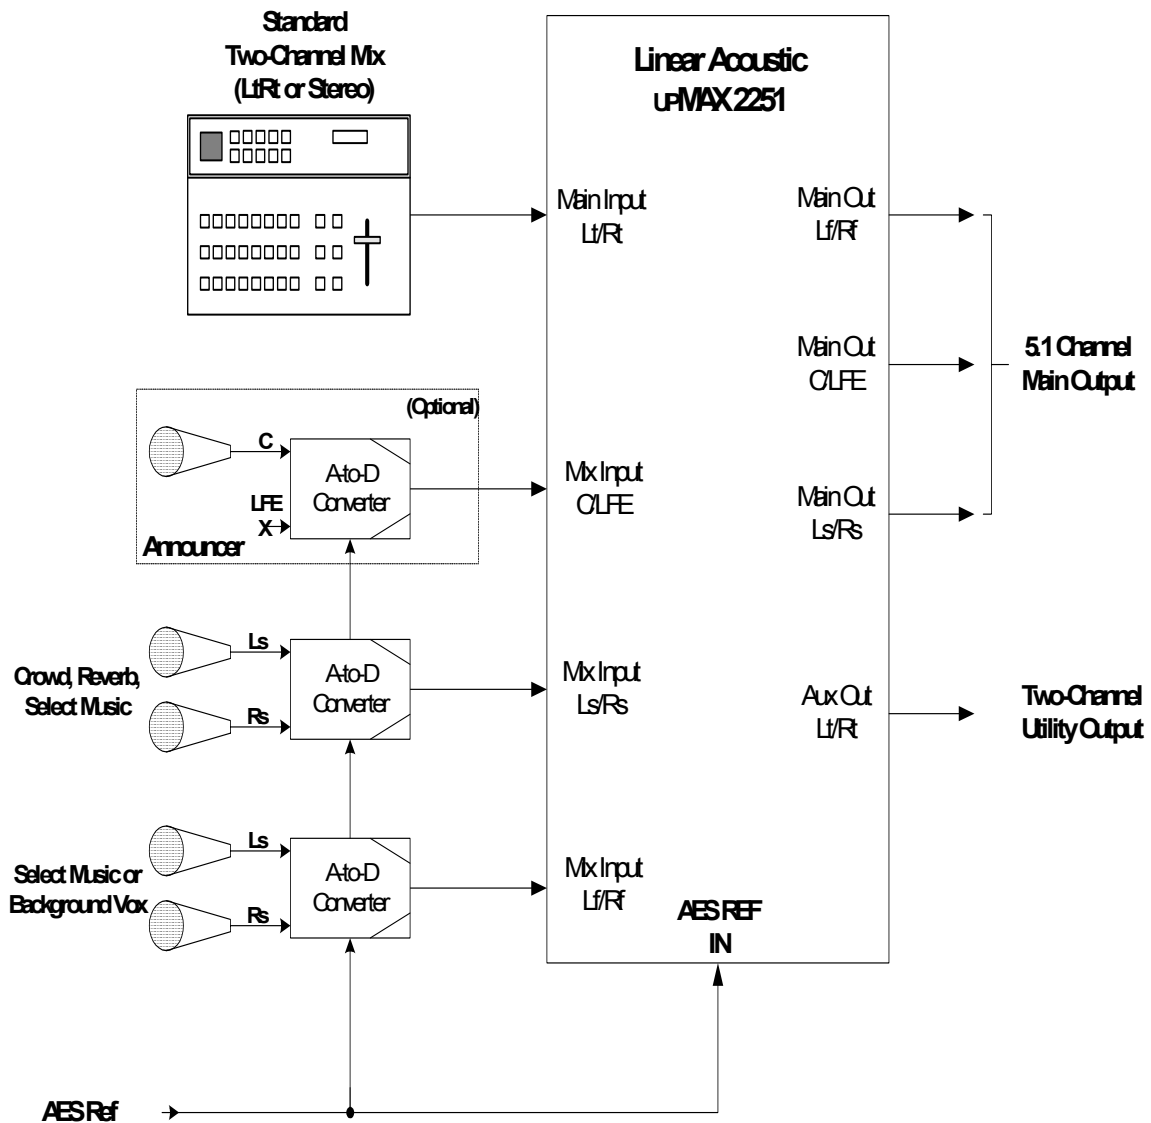 Standard
Two-Channel Mix
(LtRt or Stereo)
Linear Acoustic
UPMAX 2251
Main Input
Lt/Rt
Main Out
Lf/Rf
Main Out
C/LFE
5.1 Channel
Main Output
(Optional)
C
A-to-D
Converter
LFE
X
Announcer
Mix Input
C/LFE
Main Out
Ls/Rs
Crowd, Reverb,
Select Music
Ls
Rs
A-to-D
Converter
Mix Input
Ls/Rs
Aux Out
Lt/Rt
Two-Channel
Utility Output
Select Music or
Background Vox
Ls
Rs
A-to-D
Converter
Mix Input
Lf/Rf
AES REF
IN
AES Ref